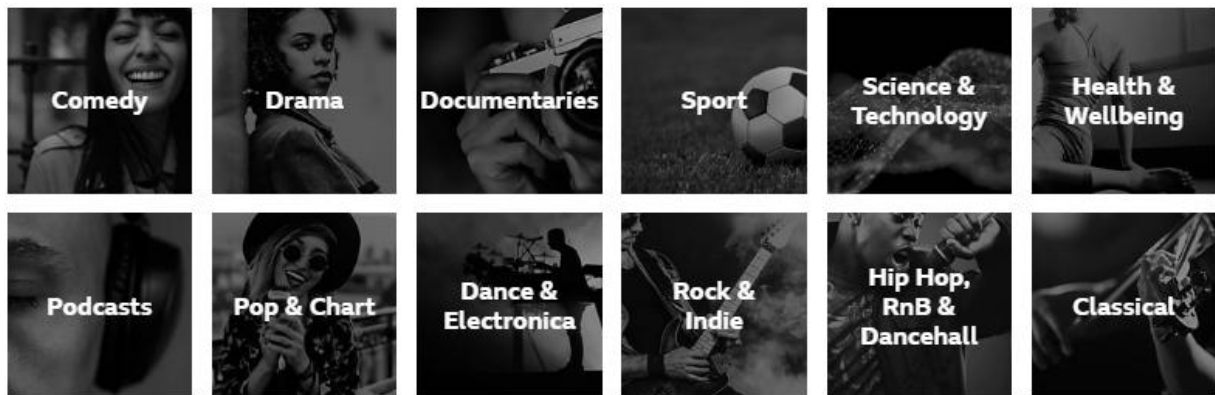 Comedy
Drama
Documentaries
Sport
Science &
Technology
Health &
Wellbeing
Podcasts
Pop & Chart
Dance &
Electronica
Rock &
Indie
Hip Hop,
RnB &
Dancehall
Classical